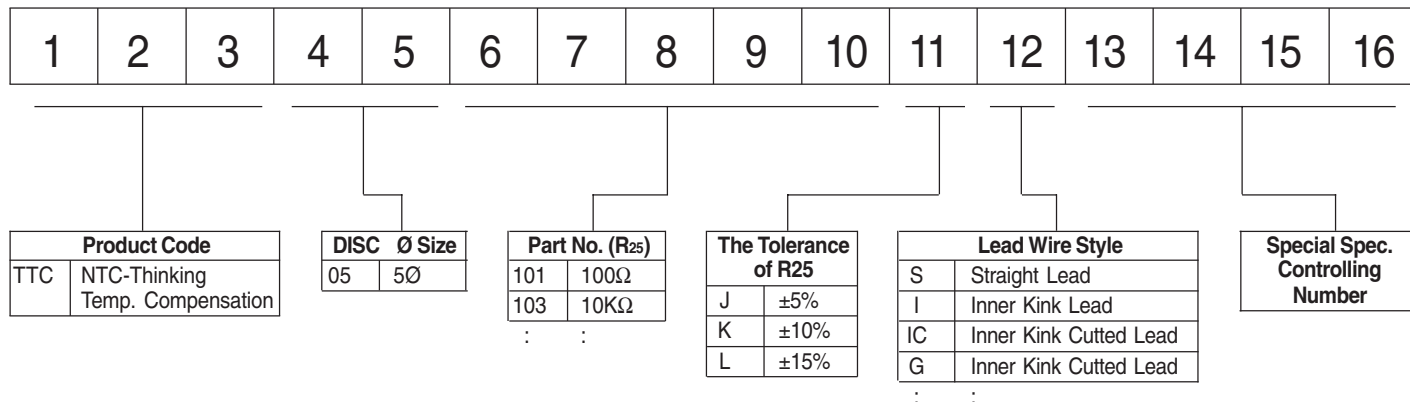 1 2 3 4 5 6 7 8 9 10 11 12 13 14 15 16
Product Code
TTC NTC-Thinking
Temp. Compensation
DISC Ø Size
05 5Ø
Part No. (R25)
101 100Ω
103 10KΩ
: :
The Tolerance
of R25
J ±5%
K ±10%
L ±15%
Lead Wire Style
S Straight Lead
I Inner Kink Lead
IC Inner Kink Cutted Lead
G Inner Kink Cutted Lead
: :
Special Spec.
Controlling
Number